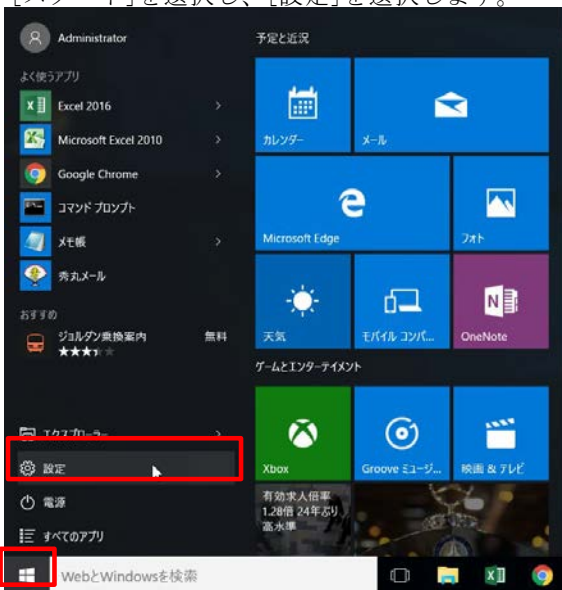 [スタート]を選択し、[設定]を選択します。
Administrator
よく使うアプリ
Excel 2016
Microsoft Excel 2010
Google Chrome
コマンド プロンプト
メモ帳
秀丸メール
おすすめ
ジョルダン乗換案内 無料
エクスプローラー
設定
電源
すべてのアプリ
WebとWindowsを検索
予定と近況
カレンダー
メール
Microsoft Edge
フォト
天気
モバイル コンパ...
OneNote
ゲームとエンターテイメント
Xbox
Groove ミュージ...
映画 & テレビ
有効求人倍率
1.28倍 24年ぶり
高水準